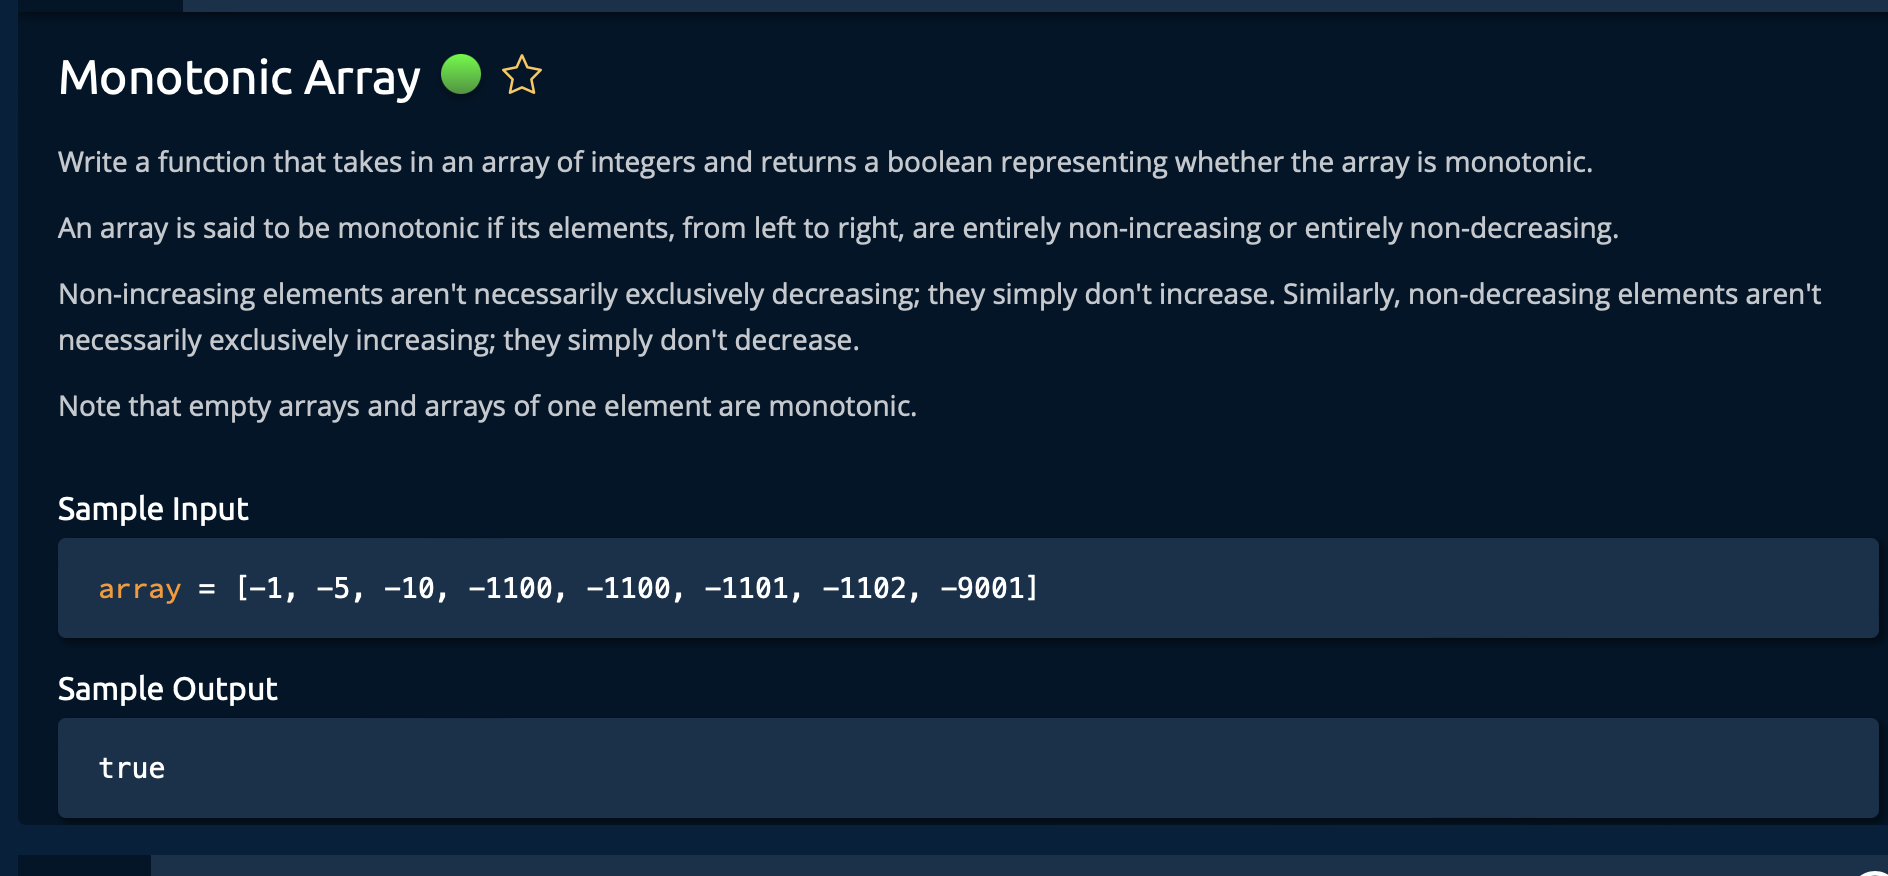 Monotonic Array
Write a function that takes in an array of integers and returns a boolean representing whether the array is monotonic.
An array is said to be monotonic if its elements, from left to right, are entirely non-increasing or entirely non-decreasing.
Non-increasing elements aren't necessarily exclusively decreasing; they simply don't increase. Similarly, non-decreasing elements aren't
necessarily exclusively increasing; they simply don't decrease.
Note that empty arrays and arrays of one element are monotonic.
Sample Input
array = [-1, -5, -10, -1100, -1100, -1101, -1102, -9001]
Sample Output
true